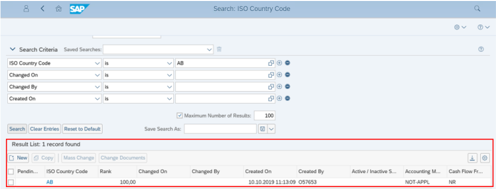 SAP Search: ISO Country Code
Search Criteria Saved Searches:
ISO Country Code is AB
Changed On is
Changed By is
Created On is
Maximum Number of Results: 100
Search Clear Entries Reset to Default Save Search As:
Result List: 1 record found
New Copy Mass Change Change Documents
Pendin... ISO Country Code Rank Changed On Changed By Created On Created By Active / Inactive S... Accounting M... Cash Flow Fr...
AB 100,00 10.10.2019 11:13:09 O57653 NOT-APPL NR